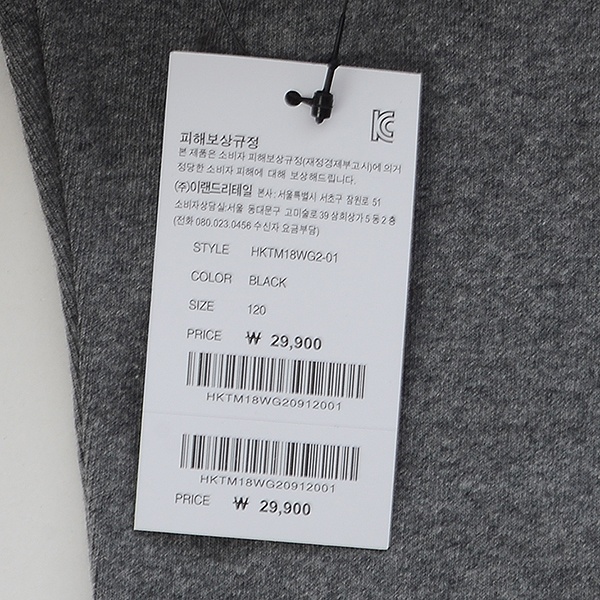 피해보상규정
본 제품은 소비자 피해보상규정(재정경제부고시)에 의거
정당한 소비자 피해에 대해 보상해드립니다.
(주)이랜드리테일 본사: 서울특별시 서초구 잠원로 51
소비자상담실:서울 동대문구 고미술로 39 삼희상가 5 동 2 층
(전화 080.023.0456 수신자 요금부담)
STYLE HKTM18WG2-01
COLOR BLACK
SIZE 120
PRICE ₩ 29,900
HKTM18WG20912001
HKTM18WG20912001
PRICE ₩ 29,900